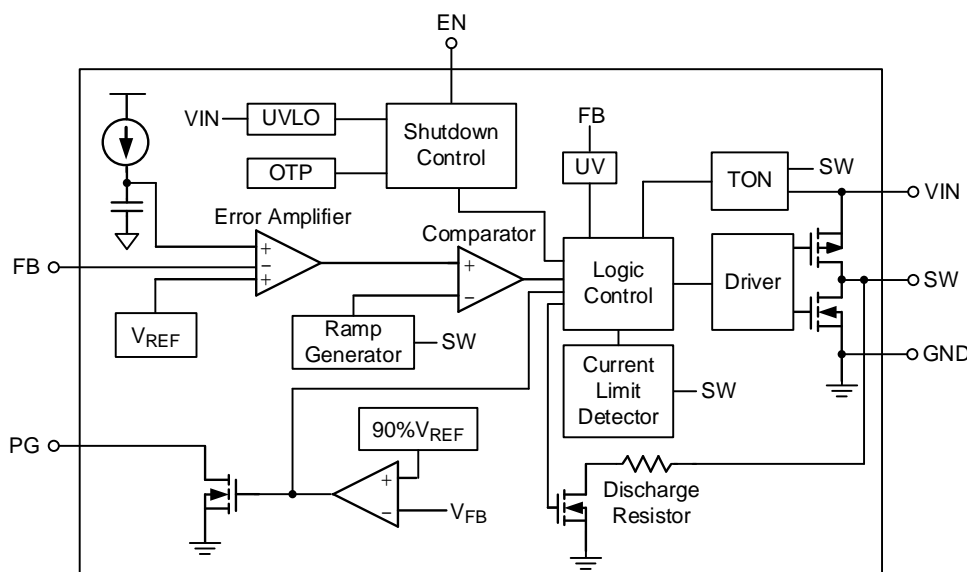 EN
VIN
UVLO
Shutdown
Control
OTP
FB
UV
TON
SW
VIN
Error Amplifier
Comparator
+
−
+
+
−
FB
Logic
Control
Driver
SW
VREF
Ramp
Generator
SW
Current
Limit
Detector
SW
GND
PG
90%VREF
+
−
VFB
Discharge
Resistor